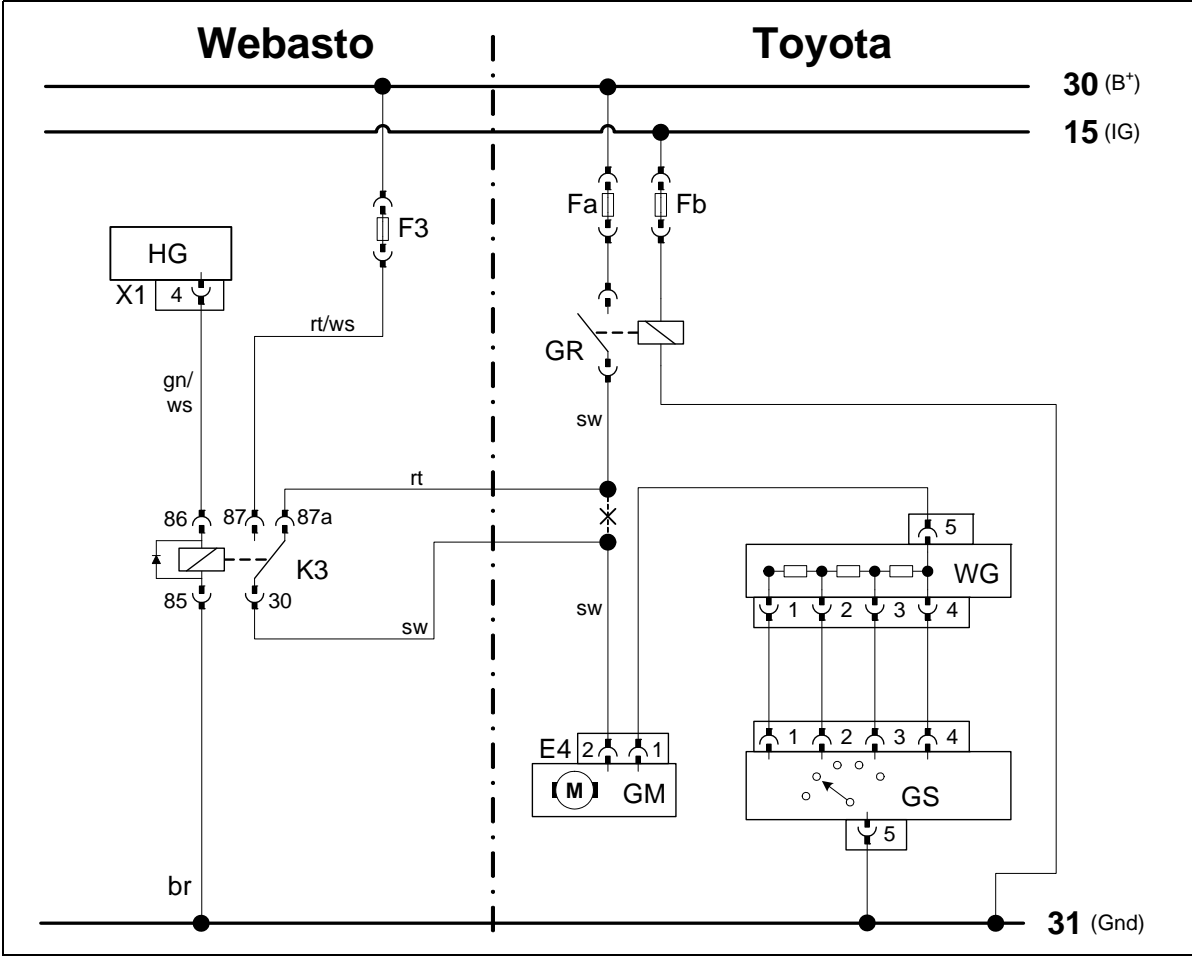 Webasto
Toyota
30 (B+)
15 (IG)
Fa
Fb
F3
HG
X1
4
rt/ws
GR
gn/
ws
sw
rt
86
87
87a
5
K3
WG
85
30
sw
sw
1
2
3
4
1
2
3
4
E4
2
1
M
GM
GS
5
br
31 (Gnd)